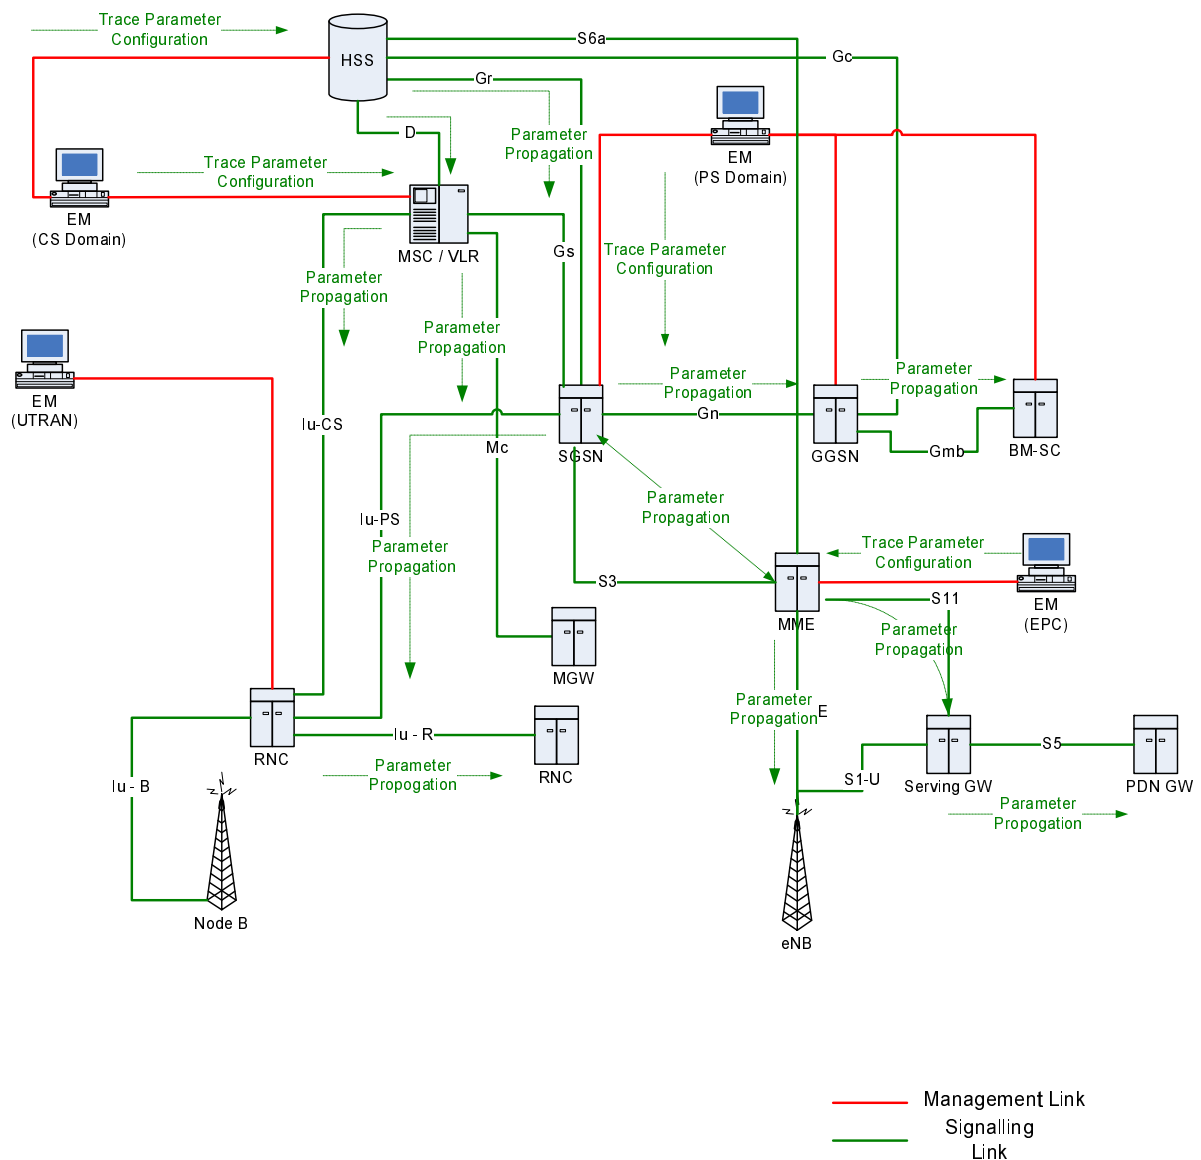 Trace Parameter
Configuration
HSS
S6a
Gc
Gr
D
Parameter
Propagation
EM
(PS Domain)
Trace Parameter
Configuration
EM
(CS Domain)
MSC / VLR
Gs
Trace Parameter
Configuration
Parameter
Propagation
Parameter
Propagation
EM
(UTRAN)
Parameter
Propagation
Parameter
Propagation
Iu-CS
Gn
Mc
SGSN
GGSN
Gmb
BM-SC
Iu-PS
Parameter
Propagation
Parameter
Propagation
Trace Parameter
Configuration
S3
MME
S11
EM
(EPC)
Parameter
Propagation
MGW
Parameter
Propagation
E
RNC
Iu - R
RNC
Parameter
Propogation
Iu - B
S1-U
Serving GW
S5
PDN GW
Parameter
Propogation
Node B
eNB
Management Link
Signalling
Link